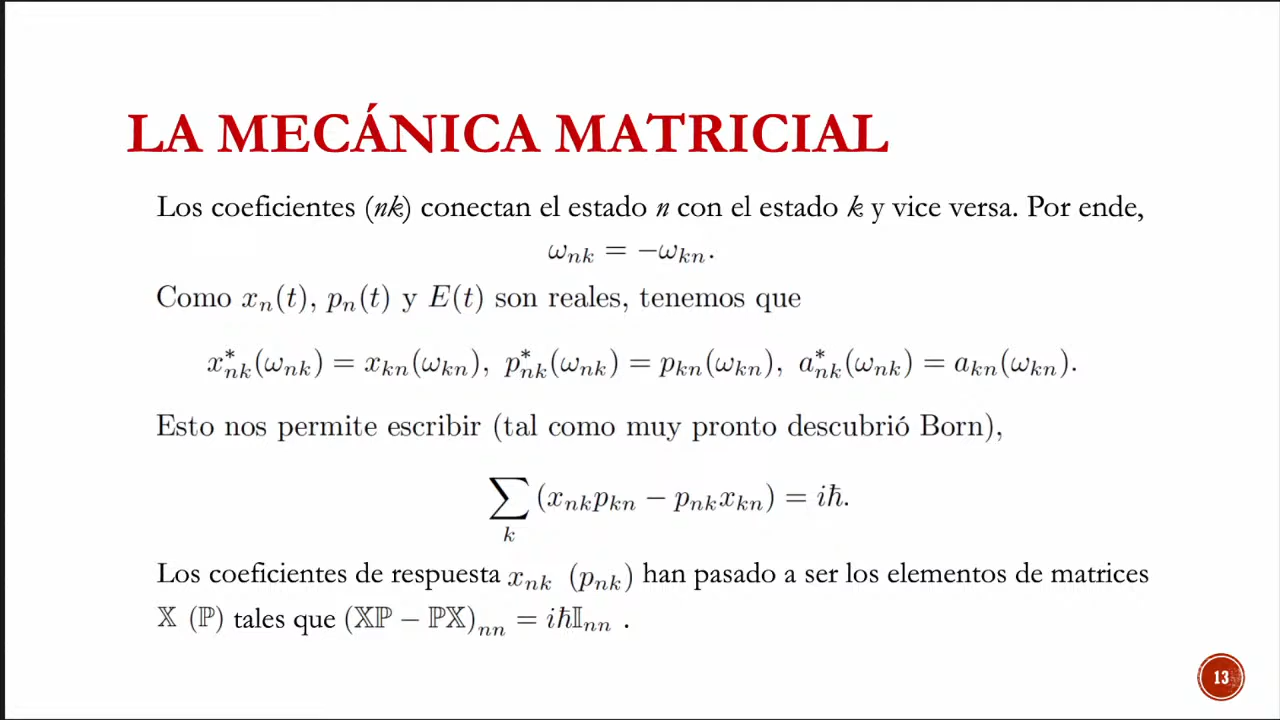 LA MECÁNICA MATRICIAL
Los coeficientes (nk) conectan el estado n con el estado k y vice versa. Por ende,
ω_{nk} = −ω_{kn}.
Como x_n(t), p_n(t) y E(t) son reales, tenemos que
x^*_{nk}(ω_{nk}) = x_{kn}(ω_{kn}), p^*_{nk}(ω_{nk}) = p_{kn}(ω_{kn}), a^*_{nk}(ω_{nk}) = a_{kn}(ω_{kn}).
Esto nos permite escribir (tal como muy pronto descubrió Born),
∑_k (x_{nk}p_{kn} − p_{nk}x_{kn}) = iħ.
Los coeficientes de respuesta x_{nk} (p_{nk}) han pasado a ser los elementos de matrices
𝕏 (ℙ) tales que (𝕏ℙ − ℙ𝕏)_{nn} = iħ𝕀_{nn} .
13